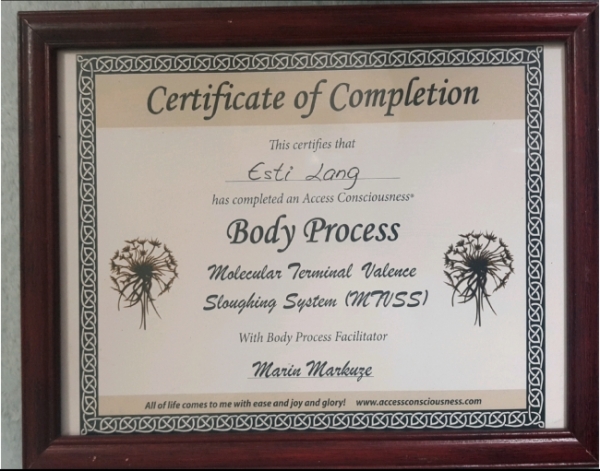 Certificate of Completion
This certifies that
Esti Lang
has completed an Access Consciousness®
Body Process
Molecular Terminal Valence
Sloughing System (MTVSS)
With Body Process Facilitator
Marin Markuze
All of life comes to me with ease and joy and glory! www.accessconsciousness.com